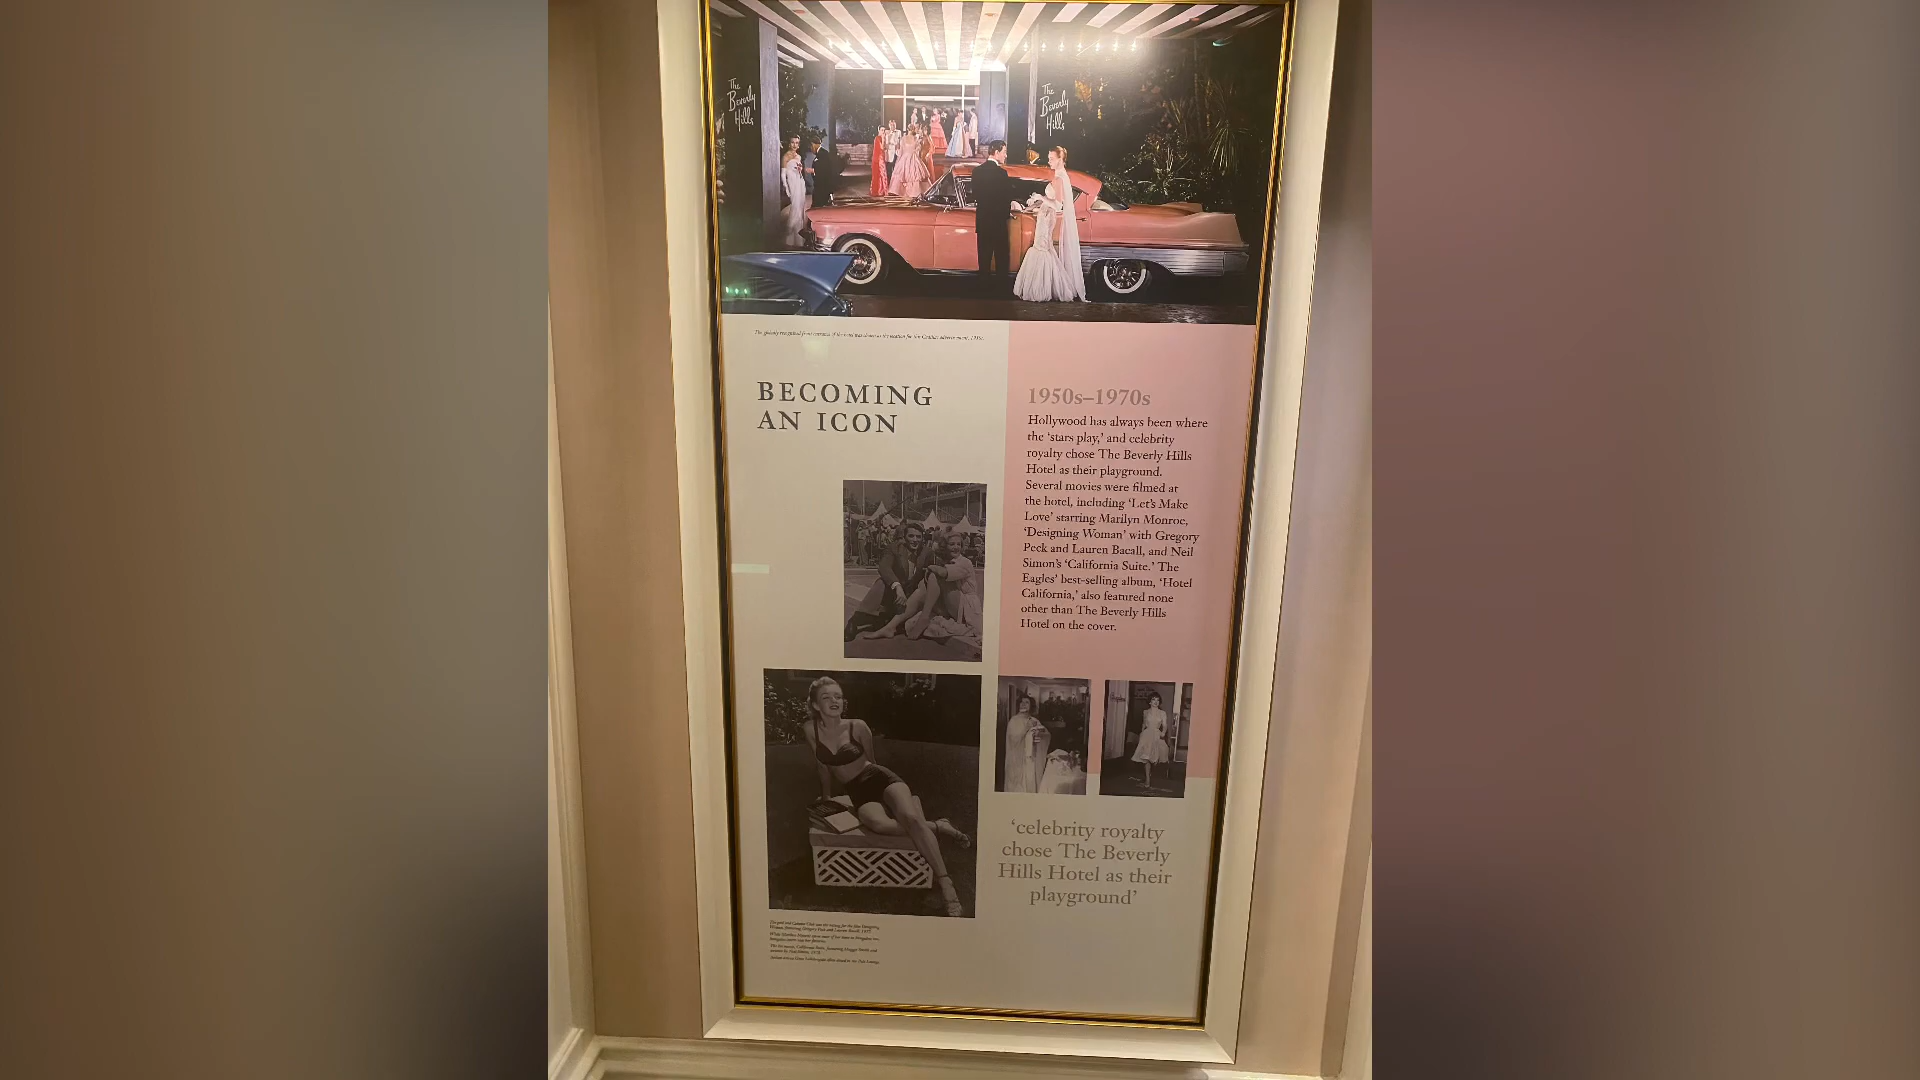 The Beverly Hills
The Beverly Hills
BECOMING
AN ICON
1950s–1970s
Hollywood has always been where
the ‘stars play,’ and celebrity
royalty chose The Beverly Hills
Hotel as their playground.
Several movies were filmed at
the hotel, including ‘Let’s Make
Love’ starring Marilyn Monroe,
‘Designing Woman’ with Gregory
Peck and Lauren Bacall, and Neil
Simon’s ‘California Suite.’ The
Eagles’ best-selling album, ‘Hotel
California,’ also featured none
other than The Beverly Hills
Hotel on the cover.
‘celebrity royalty
chose The Beverly
Hills Hotel as their
playground’